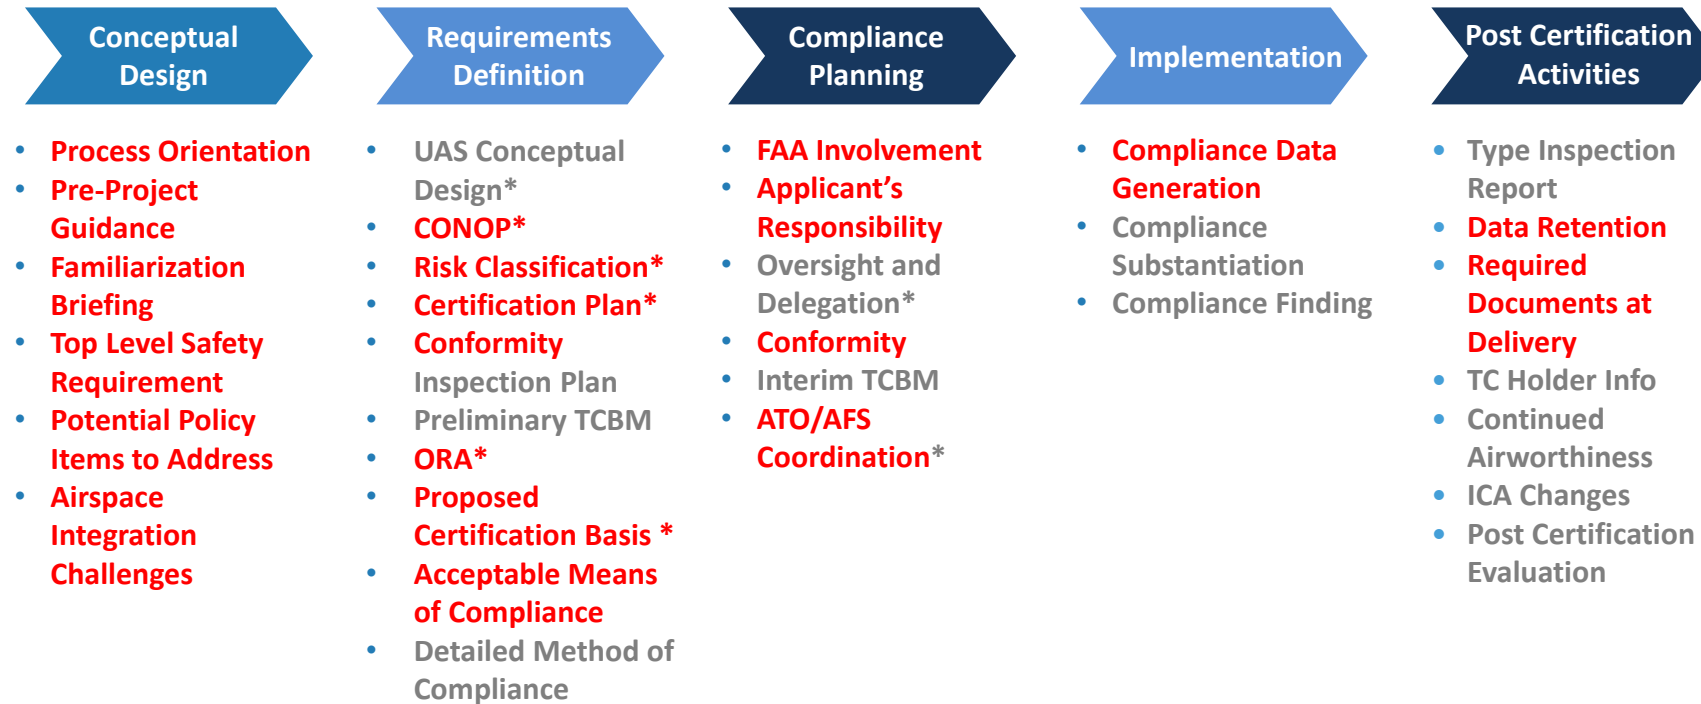 Conceptual
Design
Requirements
Definition
Compliance
Planning
Implementation
Post Certification
Activities
• Process Orientation
• Pre-Project
Guidance
• Familiarization
Briefing
• Top Level Safety
Requirement
• Potential Policy
Items to Address
• Airspace
Integration
Challenges
• UAS Conceptual
Design*
• CONOP*
• Risk Classification*
• Certification Plan*
• Conformity
Inspection Plan
• Preliminary TCBM
• ORA*
• Proposed
Certification Basis *
• Acceptable Means
of Compliance
• Detailed Method of
Compliance
• FAA Involvement
• Applicant’s
Responsibility
• Oversight and
Delegation*
• Conformity
• Interim TCBM
• ATO/AFS
Coordination*
• Compliance Data
Generation
• Compliance
Substantiation
• Compliance Finding
• Type Inspection
Report
• Data Retention
• Required
Documents at
Delivery
• TC Holder Info
• Continued
Airworthiness
• ICA Changes
• Post Certification
Evaluation